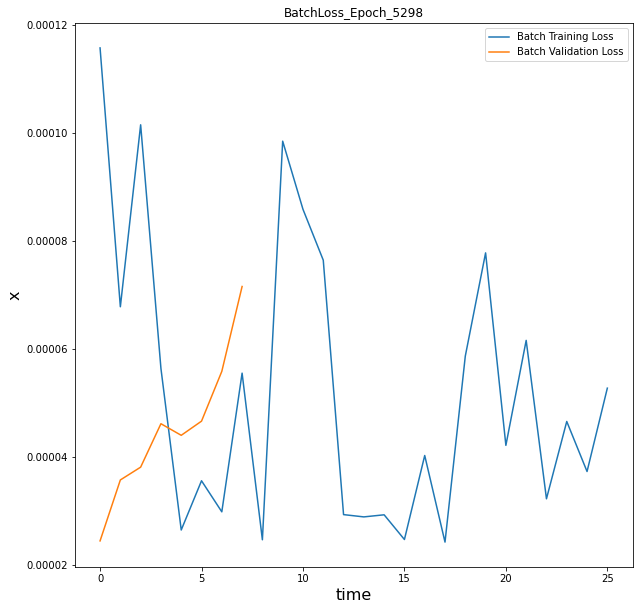 BatchLoss_Epoch_5298
Batch Training Loss
Batch Validation Loss
0.00012
0.00010
0.00008
0.00006
0.00004
0.00002
x
0 5 10 15 20 25
time